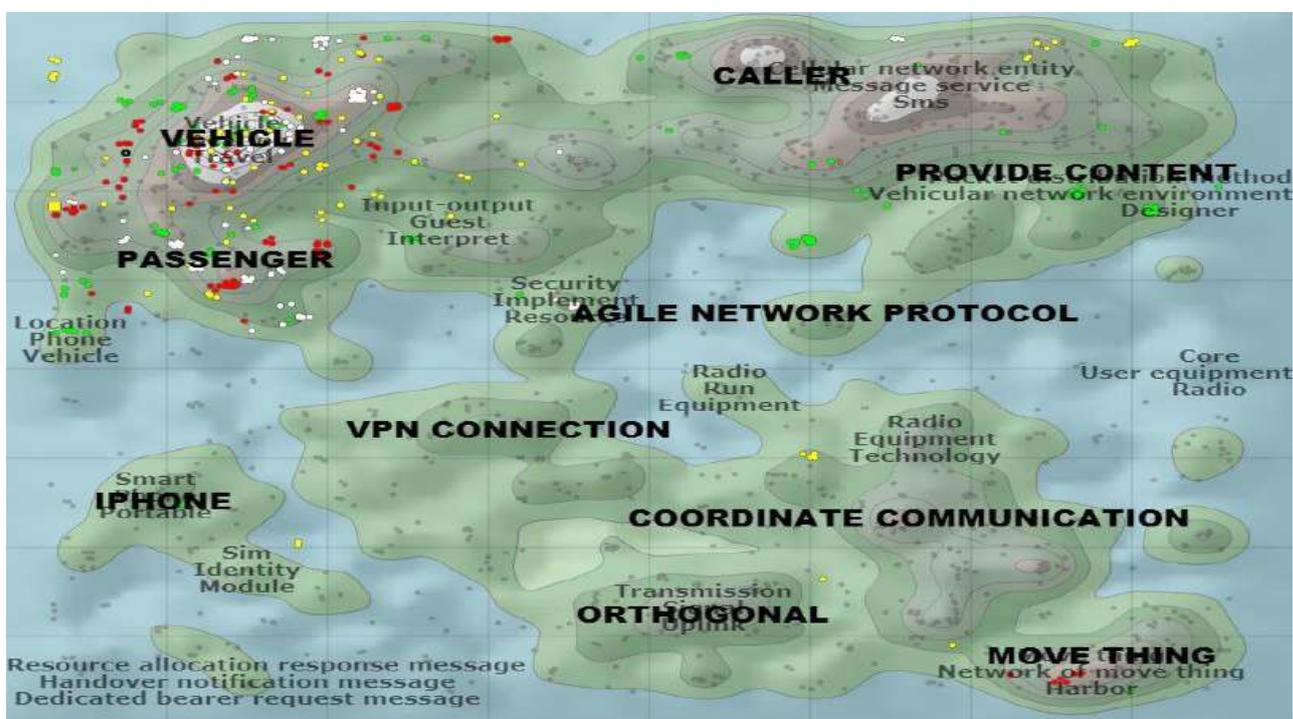 CALLER
Cellular network entity
Message service
Sms
VEHICLE
Vehicle
Travel
PROVIDE CONTENT
Vehicular network environment
Designer
Input-output
Guest
Interpret
PASSENGER
Security
Implement
AGILE NETWORK PROTOCOL
Location
Phone
Vehicle
Radio
Run
Equipment
Core
User equipment
Radio
VPN CONNECTION
Radio
Equipment
Technology
Smart
IPHONE
Portable
COORDINATE COMMUNICATION
Sim
Identity
Module
Transmission
ORTHOGONAL
MOVE THING
Network of move thing
Harbor
Resource allocation response message
Handover notification message
Dedicated bearer request message